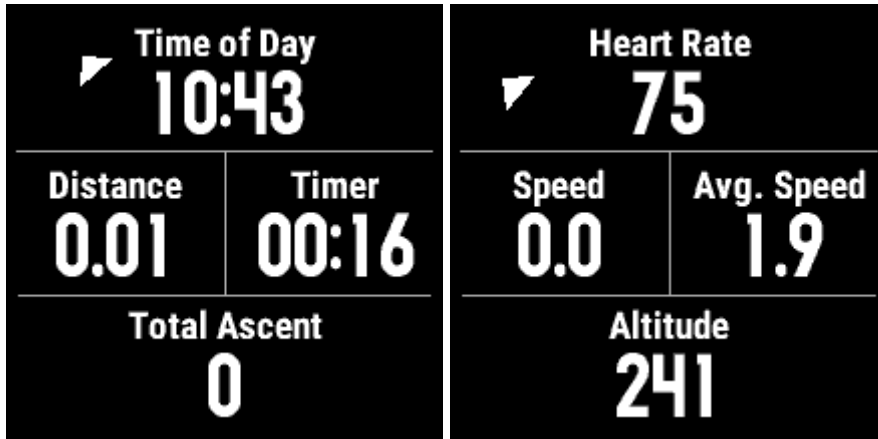 Time of Day
10:43
Distance
0.01
Timer
00:16
Total Ascent
0
Heart Rate
75
Speed
0.0
Avg. Speed
1.9
Altitude
241